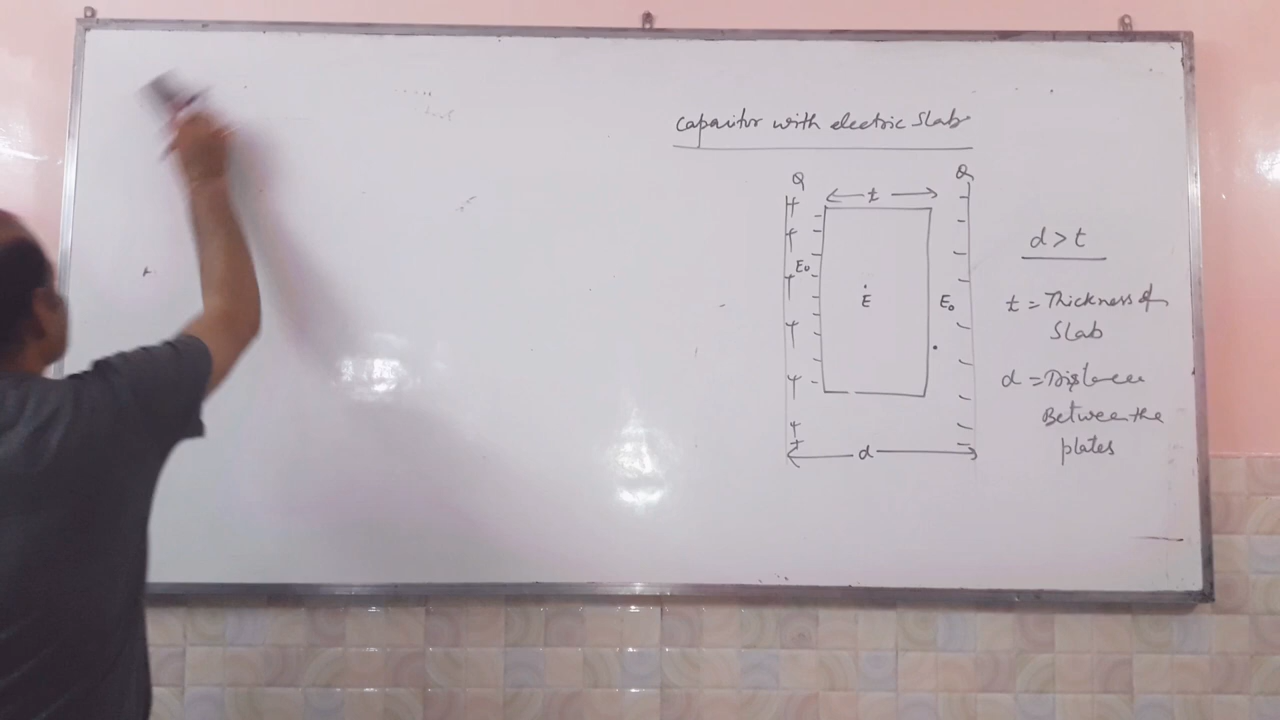 capacitor with electric Slab
Q
Q
t
E₀
E
E₀
d
d > t
t = Thickness of
Slab
d = Distance
Between the
plates